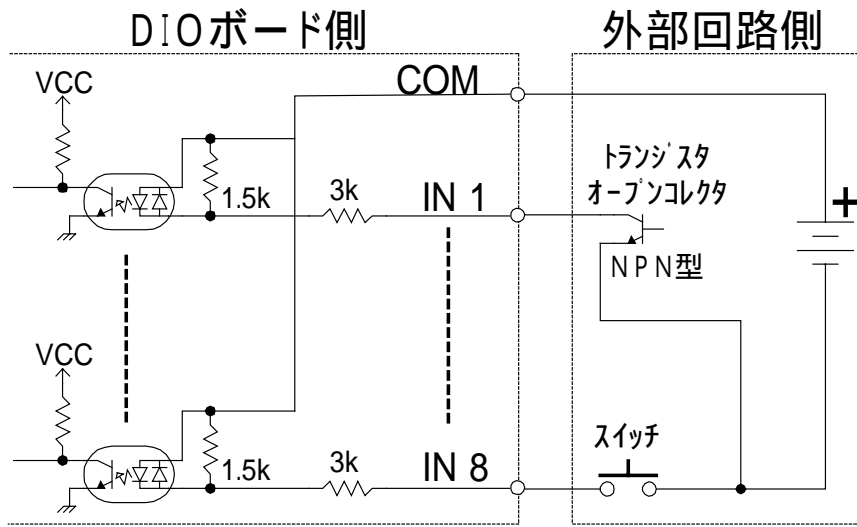 DIOボード側
外部回路側
VCC
COM
トランジスタ
オープンコレクタ
1.5k
3k
IN 1
+
NPN型
VCC
スイッチ
1.5k
3k
IN 8